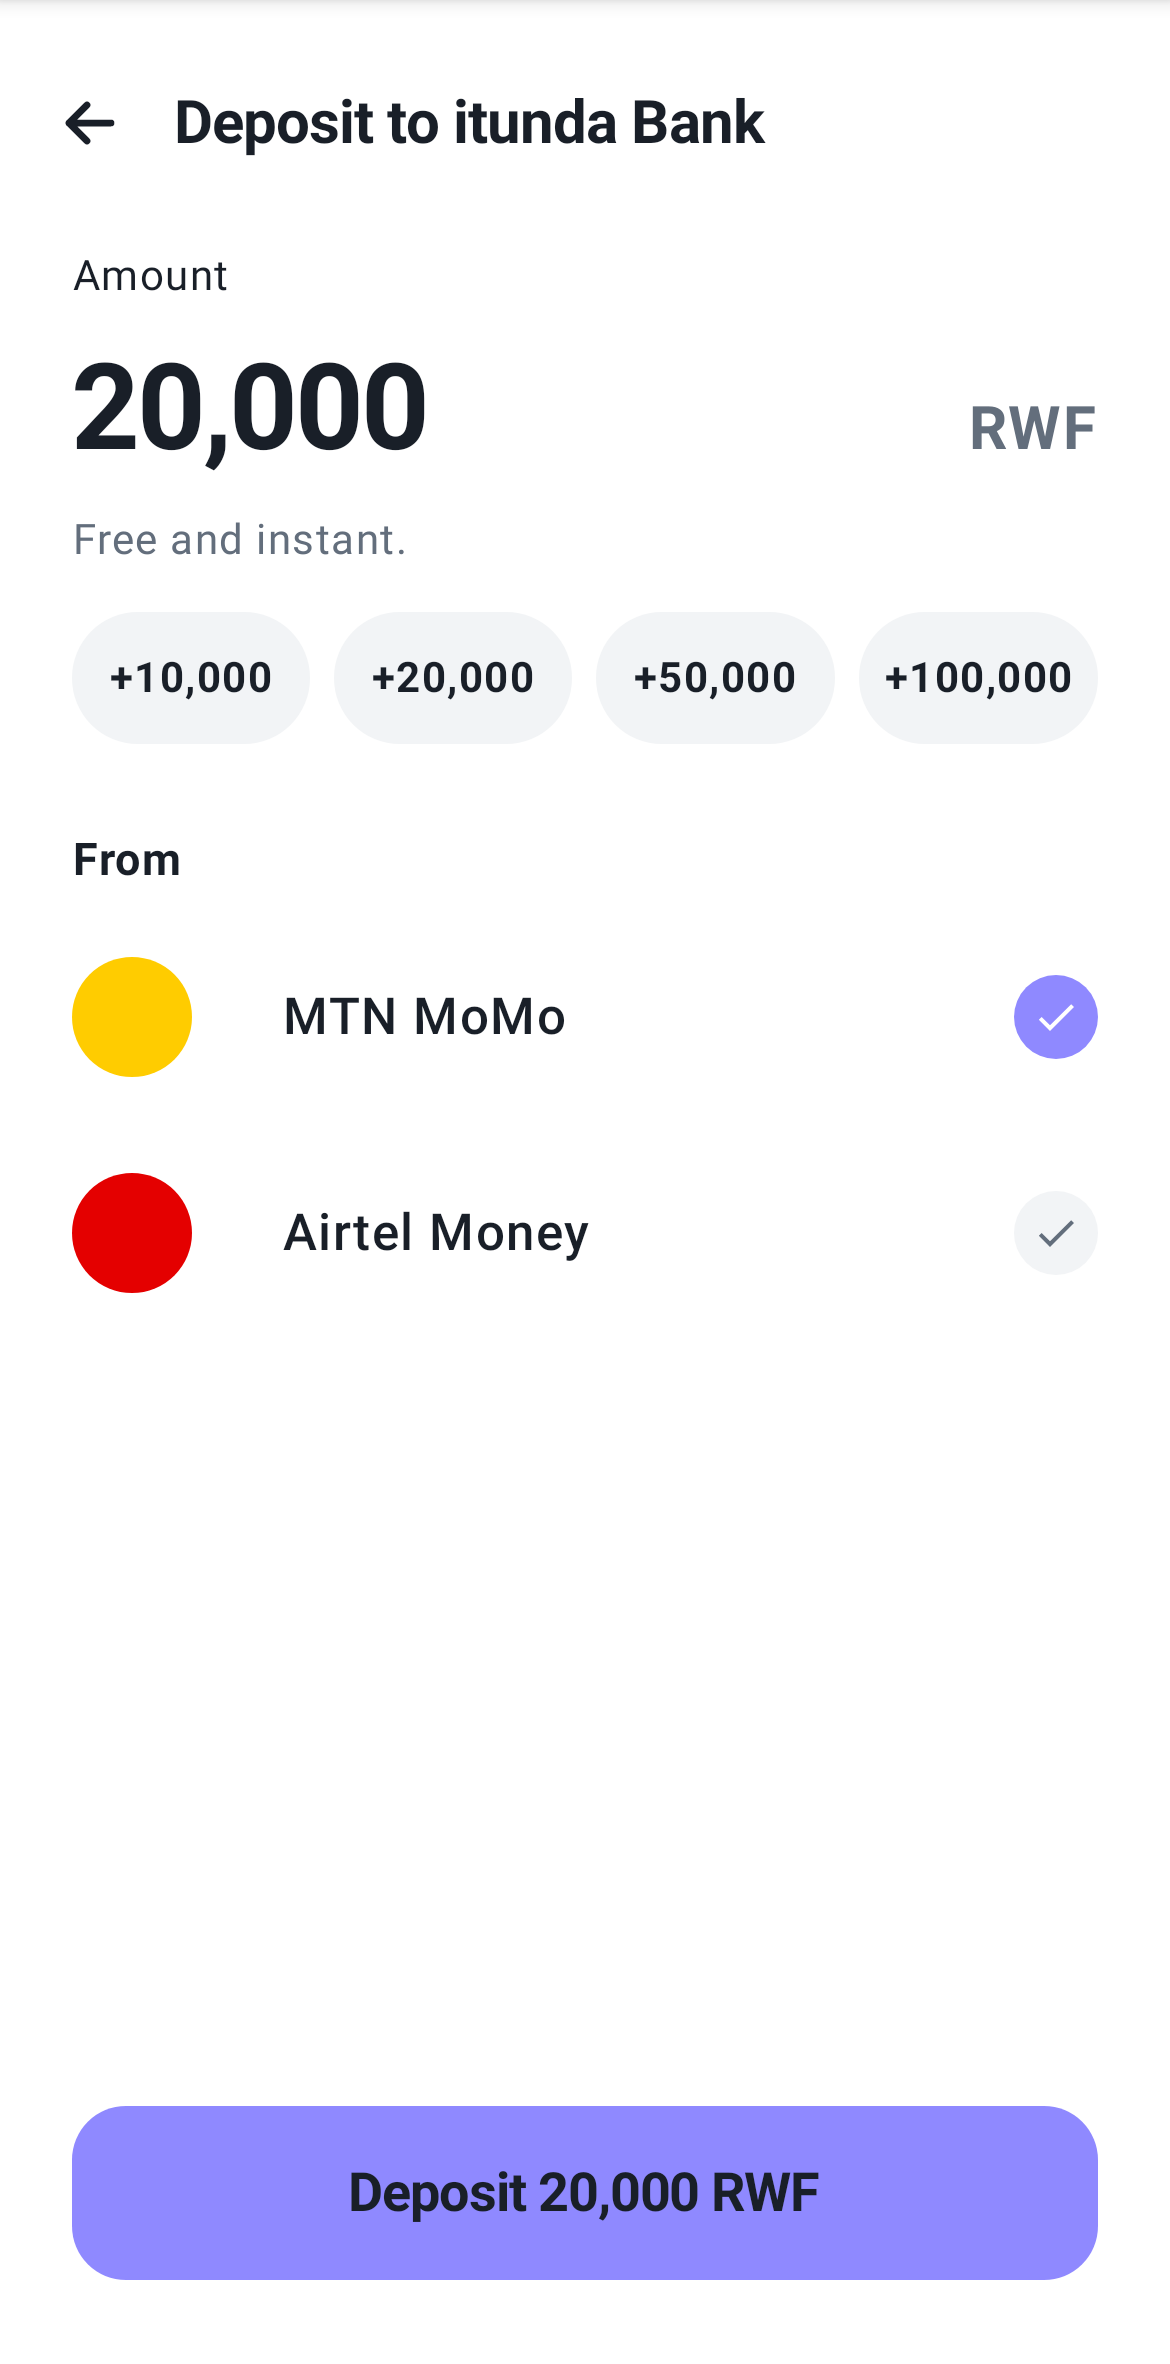 Deposit to itunda Bank
Amount
20,000 RWF
Free and instant.
+10,000 +20,000 +50,000 +100,000
From
MTN MoMo
Airtel Money
Deposit 20,000 RWF